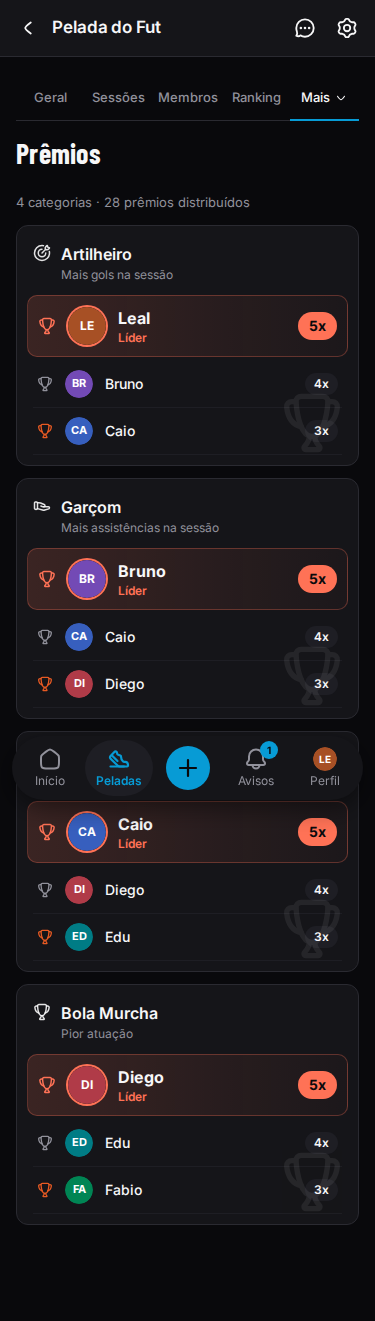 Pelada do Fut
Geral Sessões Membros Ranking Mais
Prêmios
4 categorias · 28 prêmios distribuídos
Artilheiro
Mais gols na sessão
LE Leal 5x
Líder
BR Bruno 4x
CA Caio 3x
Garçom
Mais assistências na sessão
BR Bruno 5x
Líder
CA Caio 4x
DI Diego 3x
1
LE
Início Peladas Avisos Perfil
CA Caio 5x
Líder
DI Diego 4x
ED Edu 3x
Bola Murcha
Pior atuação
DI Diego 5x
Líder
ED Edu 4x
FA Fabio 3x